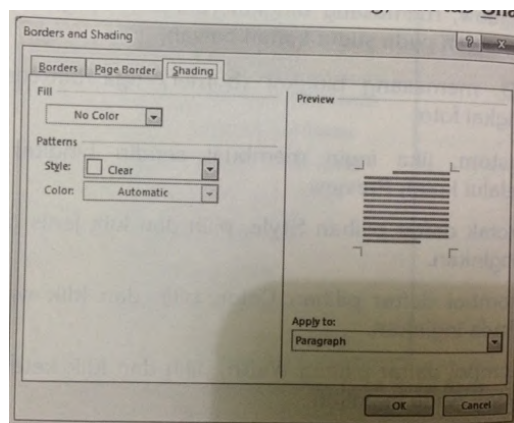 Borders and Shading
Borders Page Border Shading
Fill
No Color
Patterns
Style: Clear
Color: Automatic
Preview
Apply to:
Paragraph
OK Cancel